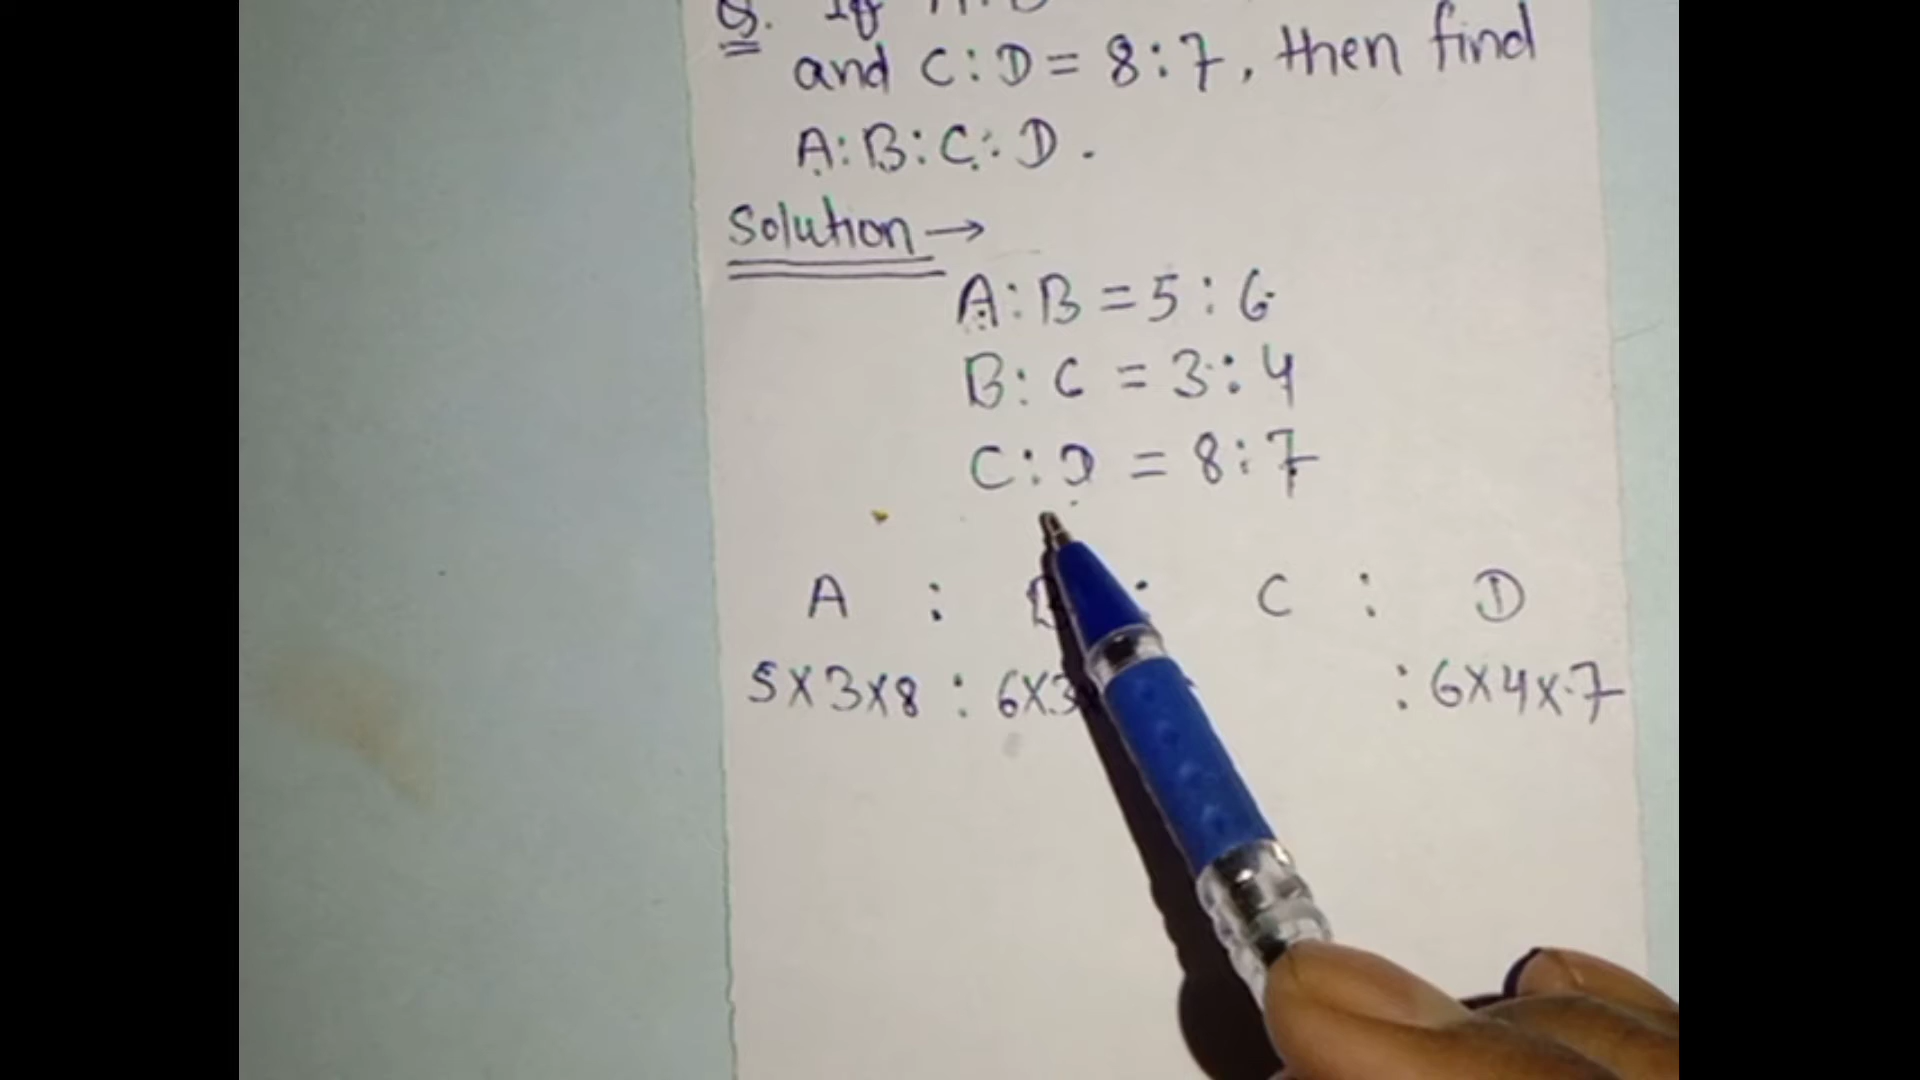 Q. If
and C:D = 8:7, then find
A:B:C:D.
Solution →
A:B = 5:6
B:C = 3:4
C:D = 8:7
A : B : C : D
5×3×8 : 6×3 : 6×4×7